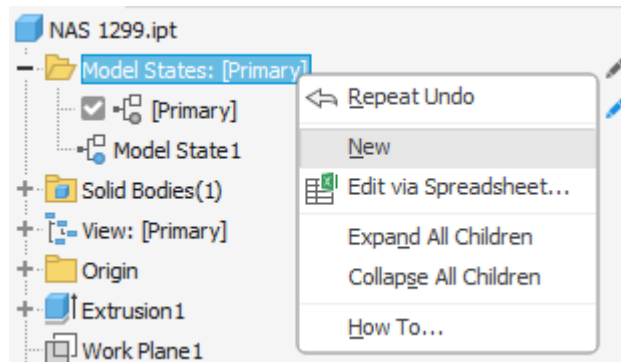 NAS 1299.ipt
Model States: [Primary]
[Primary]
Model State1
Solid Bodies(1)
View: [Primary]
Origin
Extrusion1
Work Plane1
Repeat Undo
New
Edit via Spreadsheet...
Expand All Children
Collapse All Children
How To...